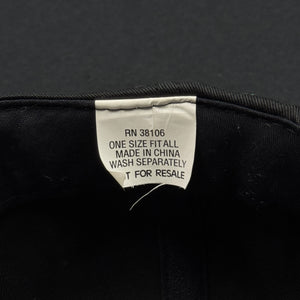 RN 38106
ONE SIZE FIT ALL
MADE IN CHINA
WASH SEPARATELY
T FOR RESALE